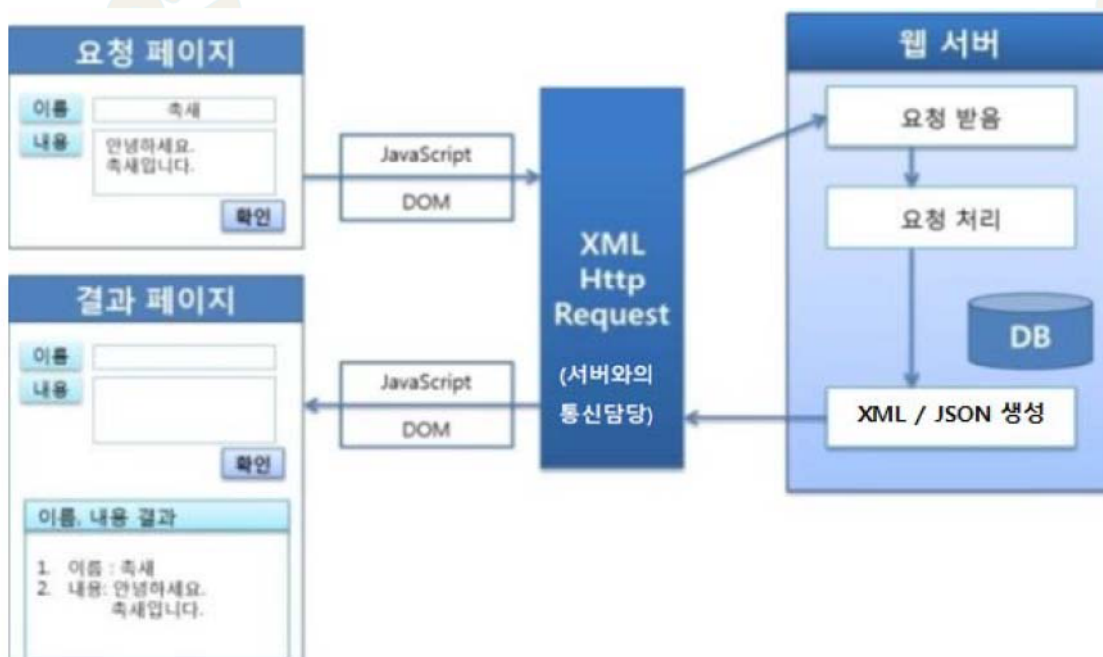 요청 페이지
이름
촉새
내용
안녕하세요.
촉새입니다.
확인
JavaScript
DOM
결과 페이지
이름
내용
확인
이름, 내용 결과
1. 이름 : 촉새
2. 내용: 안녕하세요.
촉새입니다.
JavaScript
DOM
XML
Http
Request
(서버와의
통신담당)
웹 서버
요청 받음
요청 처리
DB
XML / JSON 생성